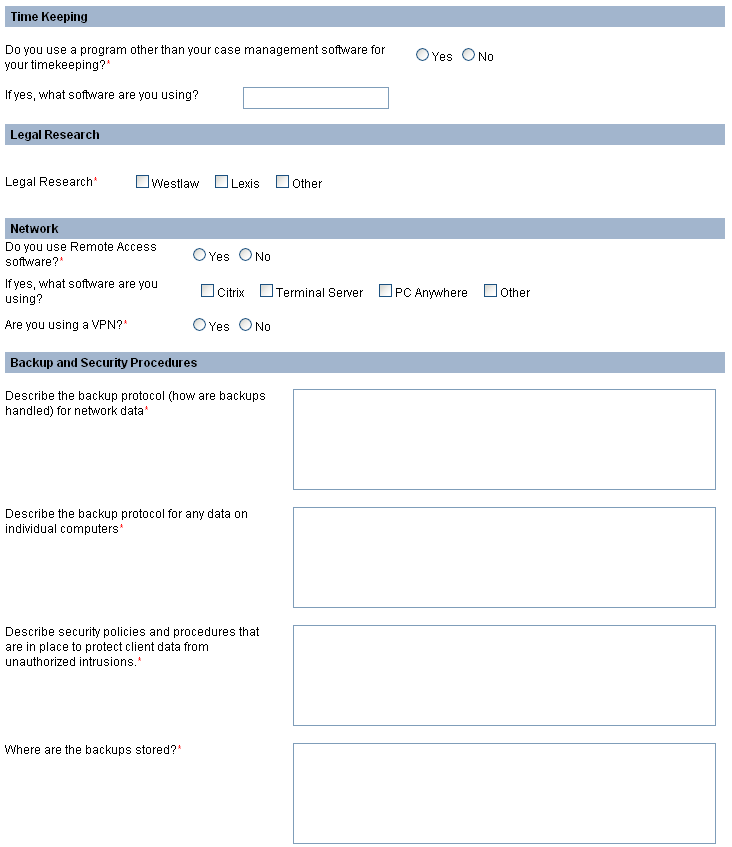 Time Keeping
Do you use a program other than your case management software for
your timekeeping?*
Yes No
If yes, what software are you using?
Legal Research
Legal Research* Westlaw Lexis Other
Network
Do you use Remote Access
software?*
Yes No
If yes, what software are you
using?
Citrix Terminal Server PC Anywhere Other
Are you using a VPN?* Yes No
Backup and Security Procedures
Describe the backup protocol (how are backups
handled) for network data*
Describe the backup protocol for any data on
individual computers*
Describe security policies and procedures that
are in place to protect client data from
unauthorized intrusions.*
Where are the backups stored?*